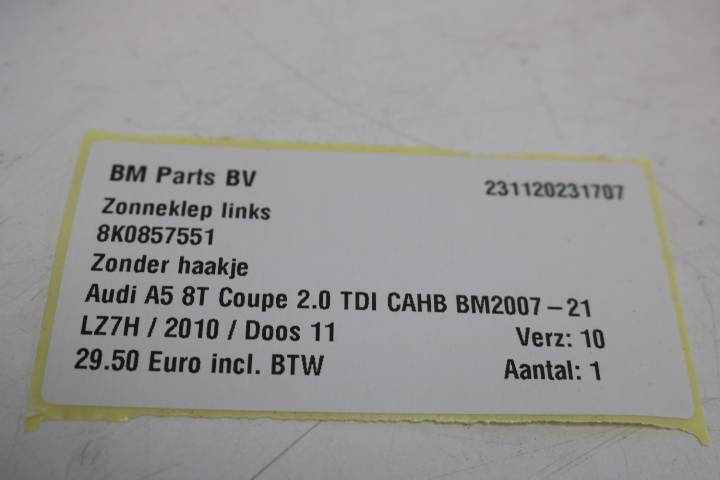 BM Parts BV 231120231707
Zonneklep links
8K0857551
Zonder haakje
Audi A5 8T Coupe 2.0 TDI CAHB BM2007-21
LZ7H / 2010 / Doos 11 Verz: 10
29.50 Euro incl. BTW Aantal: 1